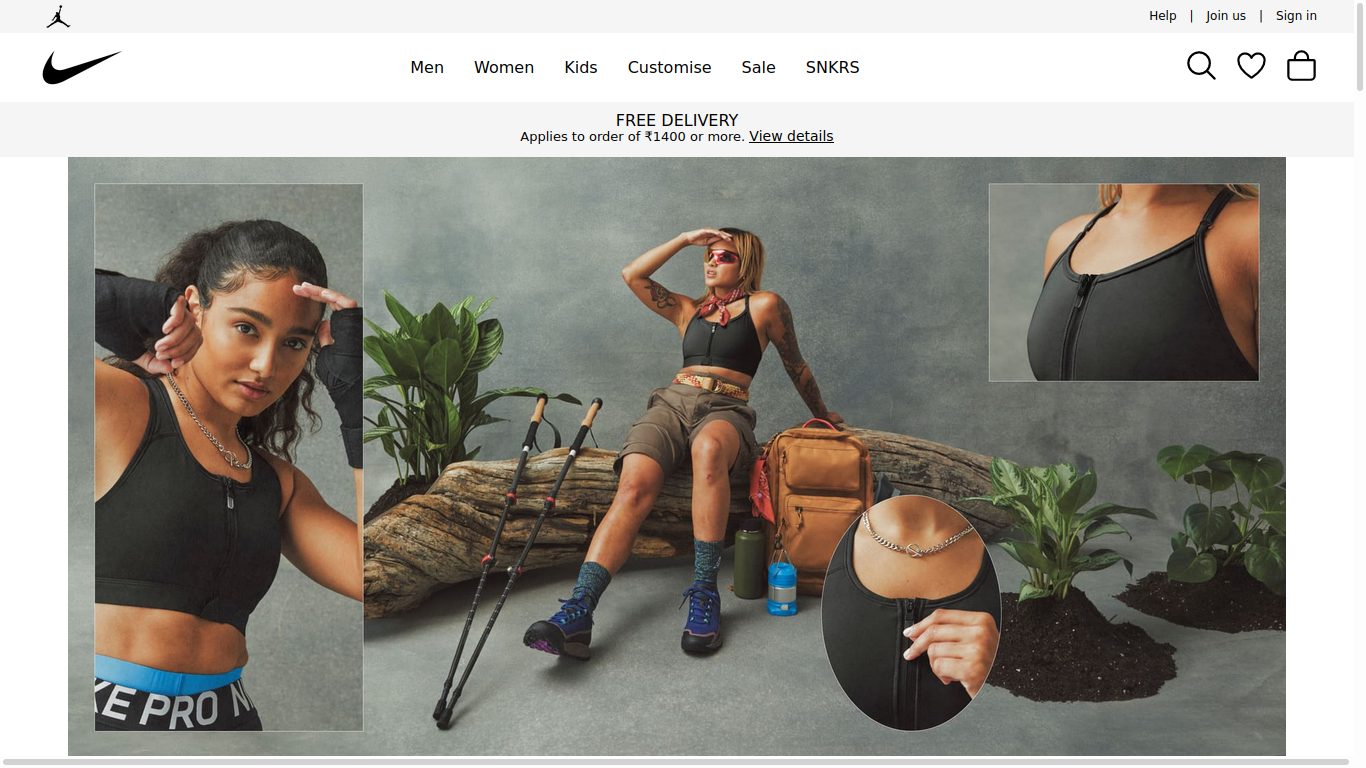 Help | Join us | Sign in
Men Women Kids Customise Sale SNKRS
FREE DELIVERY
Applies to order of ₹1400 or more. View details
KE PRO N